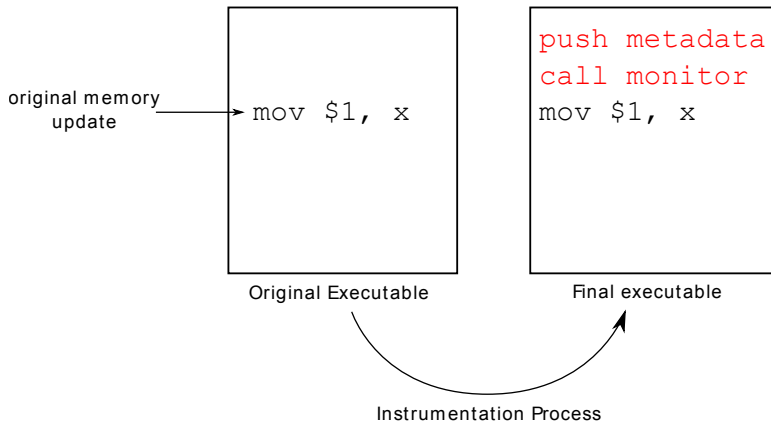 original memory
update
mov $1, x
push metadata
call monitor
mov $1, x
Original Executable
Final executable
Instrumentation Process